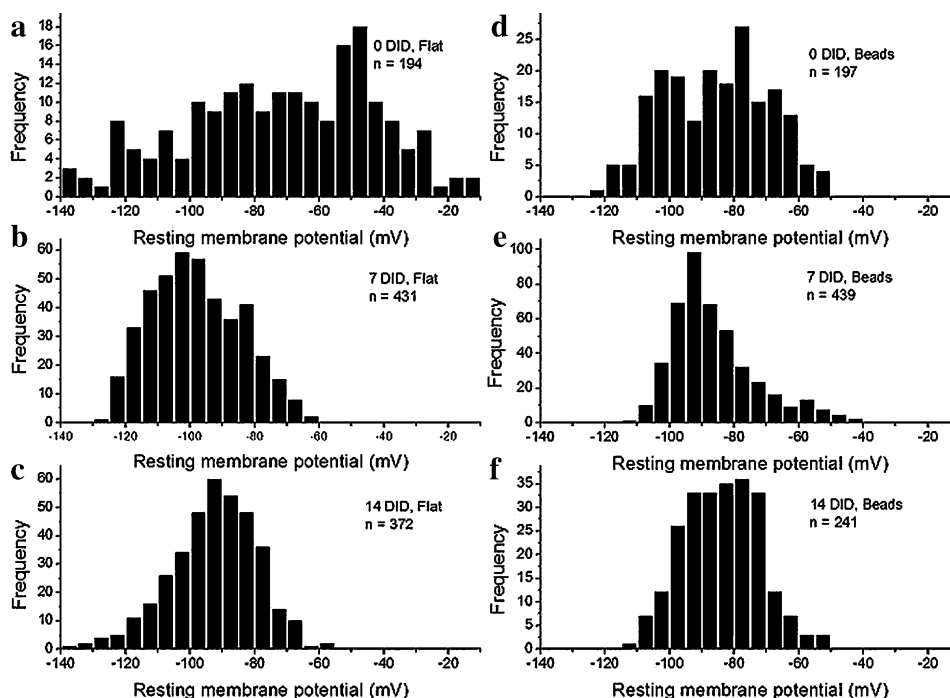 a
18
16
14
12
10
8
6
4
2
0
Frequency
0 DID, Flat
n = 194
-140 -120 -100 -80 -60 -40 -20
Resting membrane potential (mV)
b
60
50
40
30
20
10
0
Frequency
7 DID, Flat
n = 431
-140 -120 -100 -80 -60 -40 -20
Resting membrane potential (mV)
c
60
50
40
30
20
10
0
Frequency
14 DID, Flat
n = 372
-140 -120 -100 -80 -60 -40 -20
Resting membrane potential (mV)
d
25
20
15
10
5
0
Frequency
0 DID, Beads
n = 197
-140 -120 -100 -80 -60 -40 -20
Resting membrane potential (mV)
e
100
80
60
40
20
0
Frequency
7 DID, Beads
n = 439
-140 -120 -100 -80 -60 -40 -20
Resting membrane potential (mV)
f
35
30
25
20
15
10
5
0
Frequency
14 DID, Beads
n = 241
-140 -120 -100 -80 -60 -40 -20
Resting membrane potential (mV)